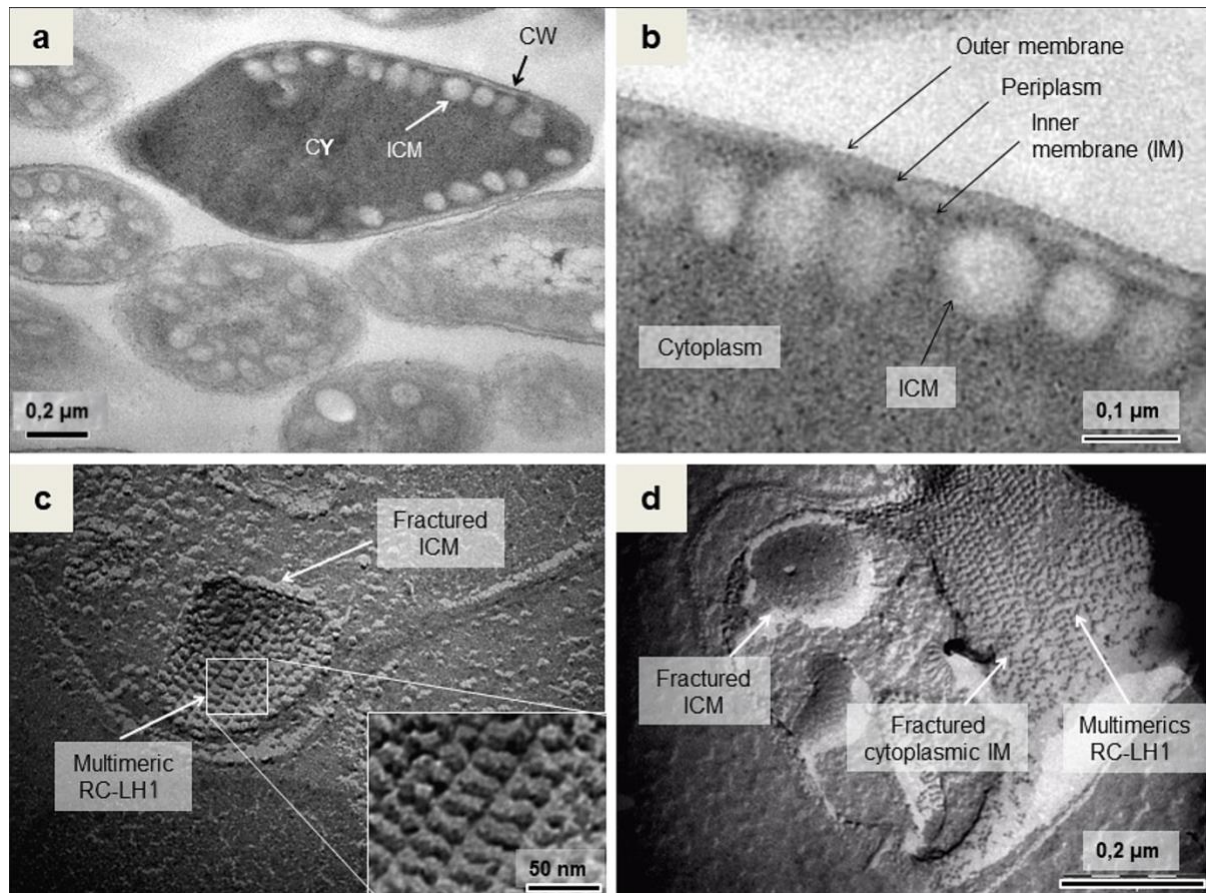 a
CW
CY
ICM
0,2 µm
b
Outer membrane
Periplasm
Inner
membrane (IM)
Cytoplasm
ICM
0,1 µm
c
Fractured
ICM
Multimeric
RC-LH1
50 nm
d
Fractured
ICM
Fractured
cytoplasmic IM
Multimerics
RC-LH1
0,2 µm